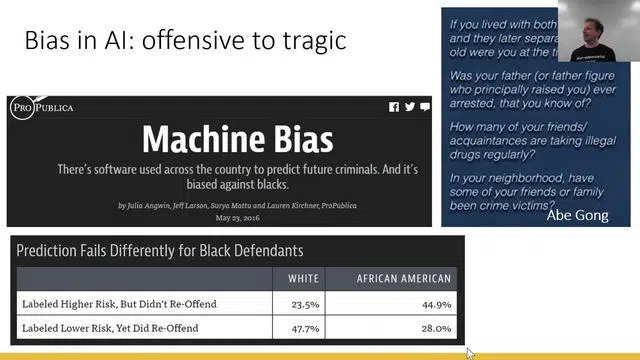 Bias in AI: offensive to tragic
PROPUBLICA
Machine Bias
There's software used across the country to predict future criminals. And it's
biased against blacks.
by Julia Angwin, Jeff Larson, Surya Mattu and Lauren Kirchner, ProPublica
May 23, 2016
If you lived with both
and they later separa
old were you at the t
Was your father (or father figure
who principally raised you) ever
arrested, that you know of?
How many of your friends/
acquaintances are taking illegal
drugs regularly?
In your neighborhood, have
some of your friends or family
been crime victims?
Abe Gong
Prediction Fails Differently for Black Defendants
WHITE AFRICAN AMERICAN
Labeled Higher Risk, But Didn't Re-Offend 23.5% 44.9%
Labeled Lower Risk, Yet Did Re-Offend 47.7% 28.0%